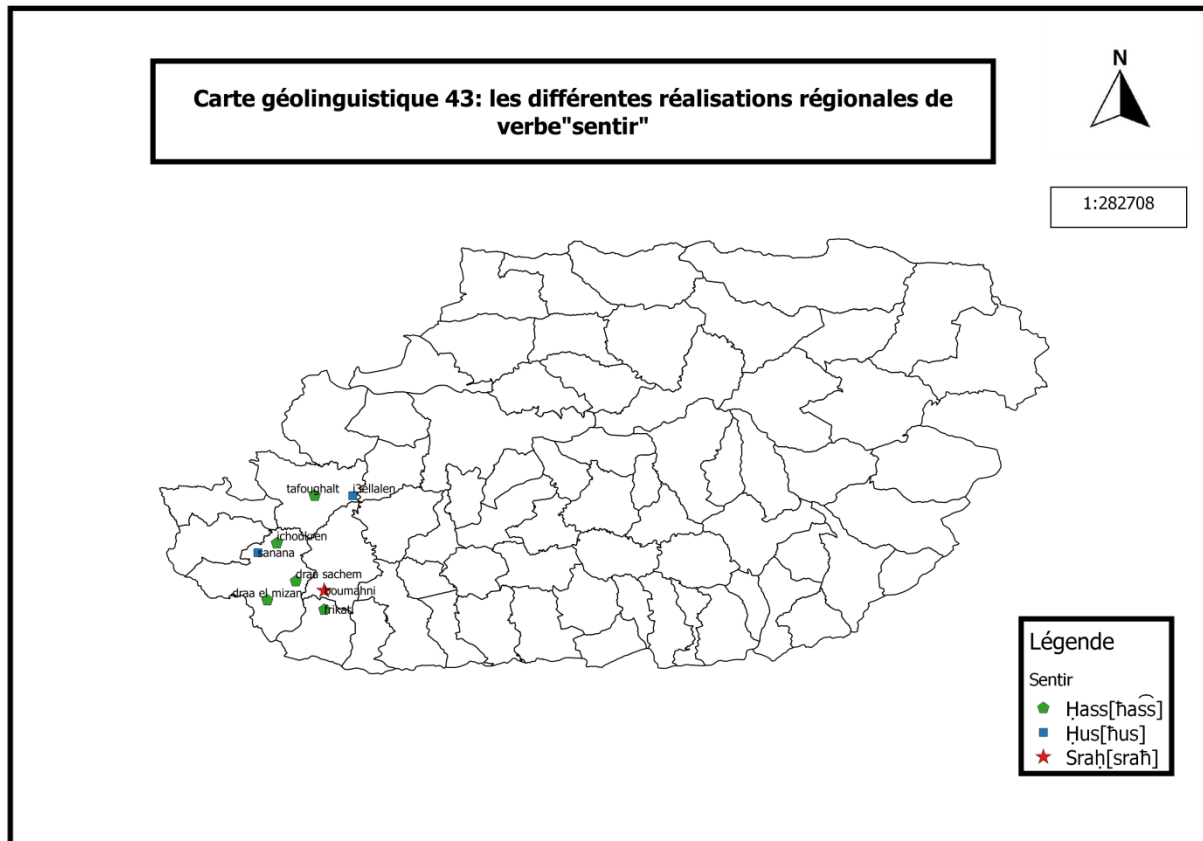 N
Carte géolinguistique 43: les différentes réalisations régionales de
verbe"sentir"
1:282708
tafoughalt
i3ellalen
ichoukren
sanana
draa sachem
draa el mizan
boumahni
frikat
Légende
Sentir
Ḥass[ħas͡s]
Ḥus[ħus]
Sraḥ[sraħ]